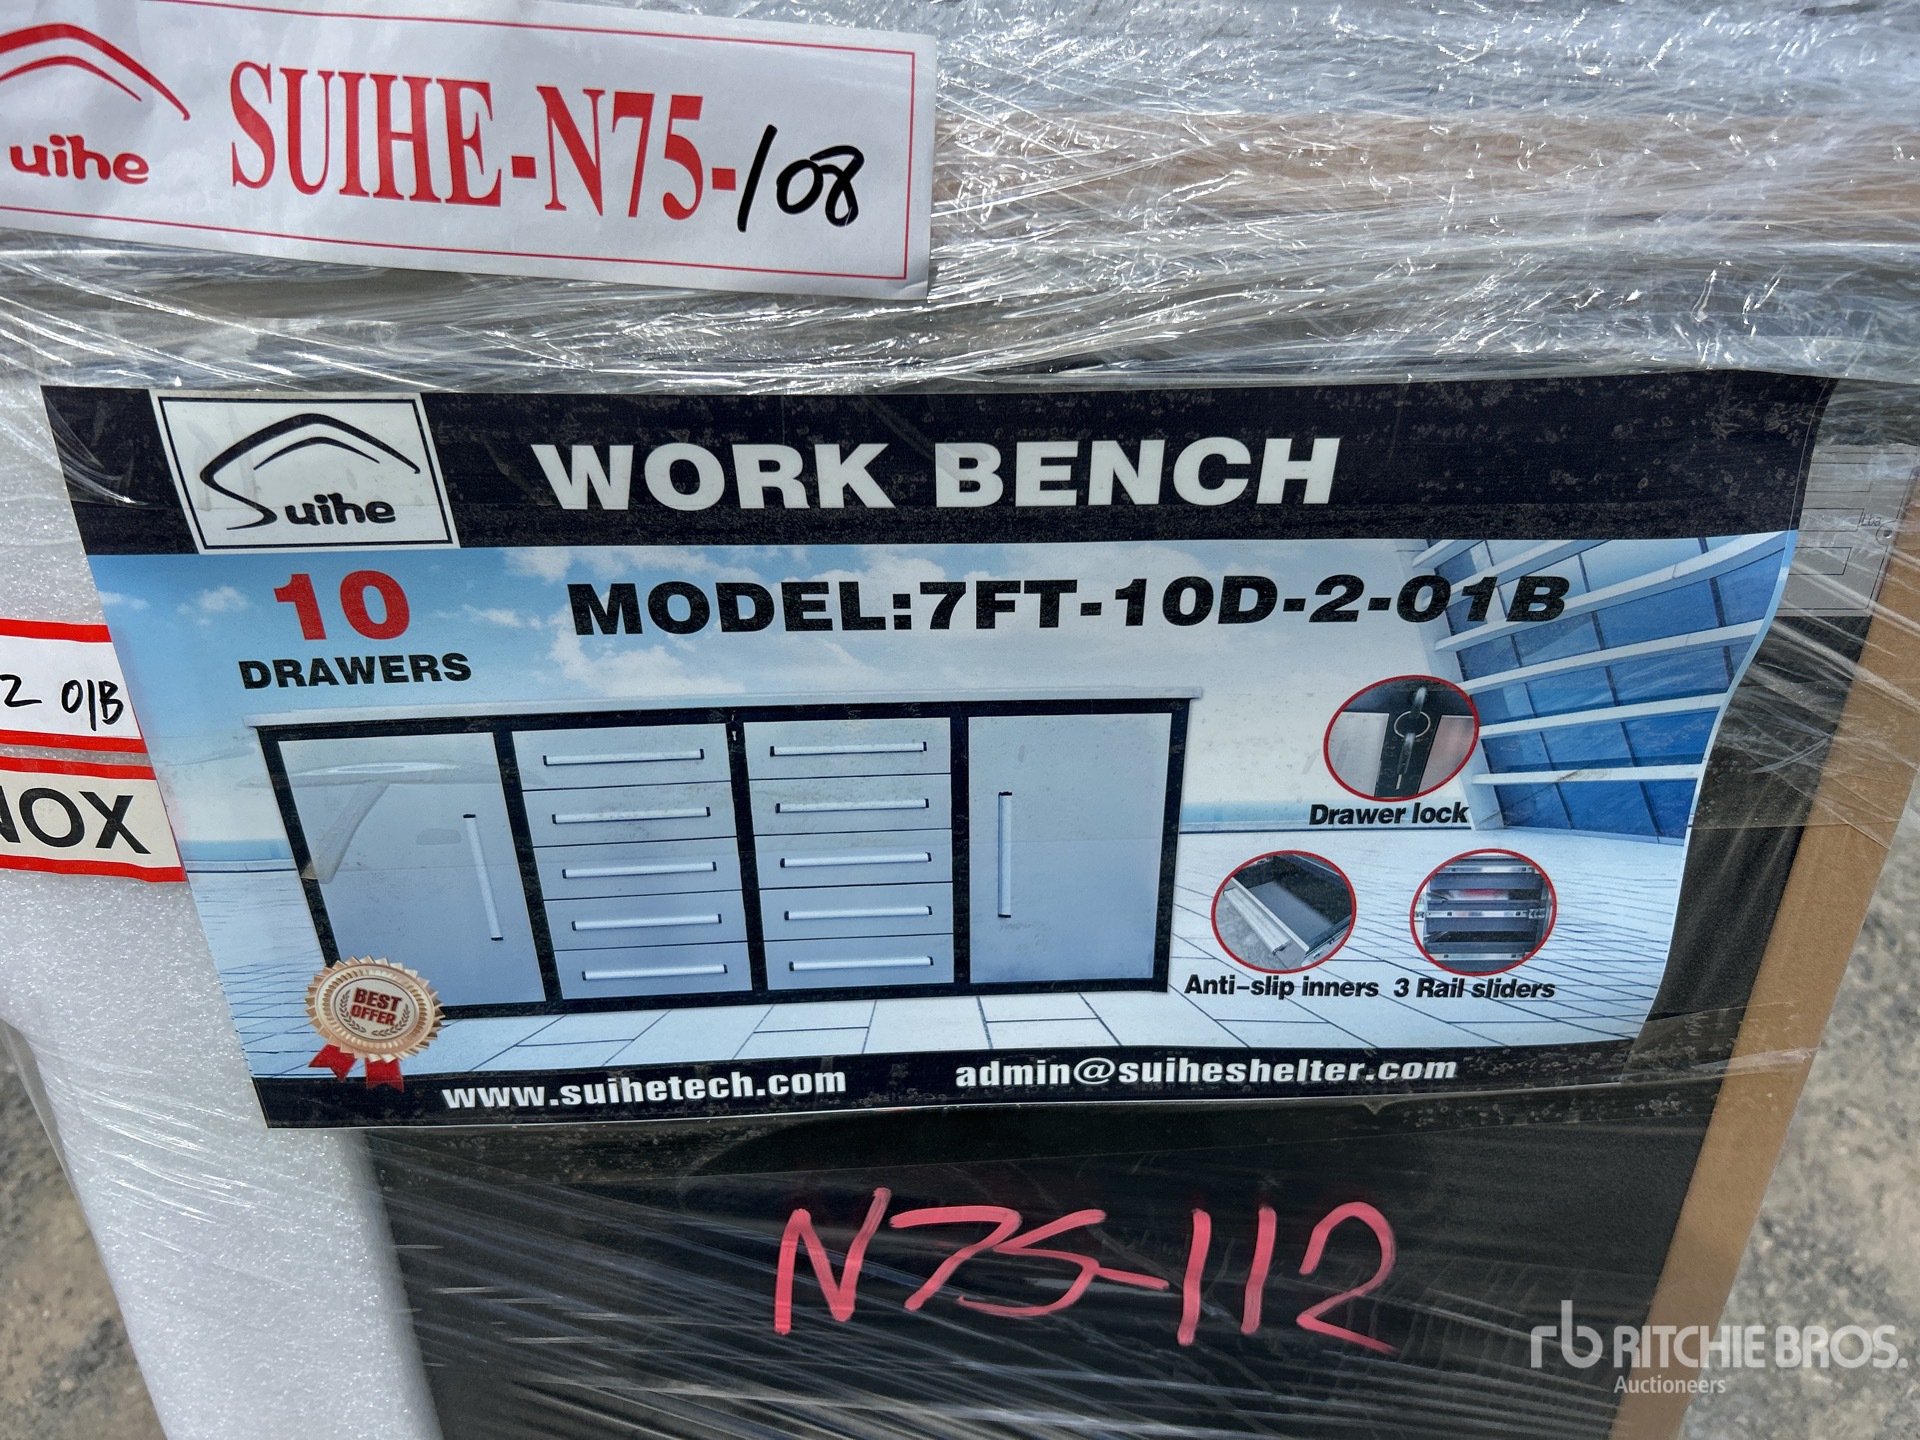 uihe
SUIHE-N75-108
Suihe
WORK BENCH
10
DRAWERS
MODEL:7FT-10D-2-01B
2 01B
NOX
Drawer lock
Anti-slip inners
3 Rail sliders
BEST
OFFER
www.suihetech.com
admin@suiheshelter.com
N75-112
rb RITCHIE BROS.
Auctioneers